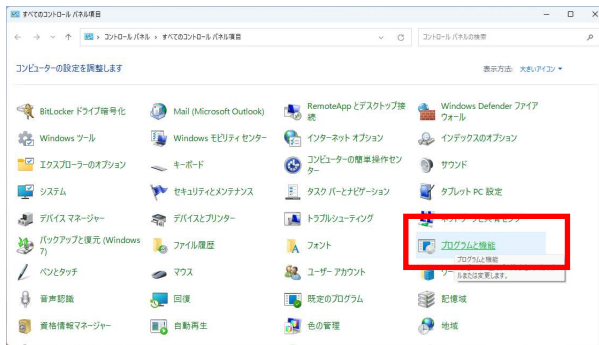 すべてのコントロール パネル項目
コントロール パネル › すべてのコントロール パネル項目
コントロール パネルの検索
コンピューターの設定を調整します
表示方法: 大きいアイコン
BitLocker ドライブ暗号化
Mail (Microsoft Outlook)
RemoteApp とデスクトップ接
続
Windows Defender ファイア
ウォール
Windows ツール
Windows モビリティ センター
インターネット オプション
インデックスのオプション
エクスプローラーのオプション
キーボード
コンピューターの簡単操作セン
ター
サウンド
システム
セキュリティとメンテナンス
タスク バーとナビゲーション
タブレット PC 設定
デバイス マネージャー
デバイスとプリンター
トラブルシューティング
ネットワークと共有センター
バックアップと復元 (Windows
7)
ファイル履歴
フォント
プログラムと機能
プログラムと機能
ルまたは変更します。
ペンとタッチ
マウス
ユーザー アカウント
ワー
音声認識
回復
既定のプログラム
記憶域
資格情報マネージャー
自動再生
色の管理
地域